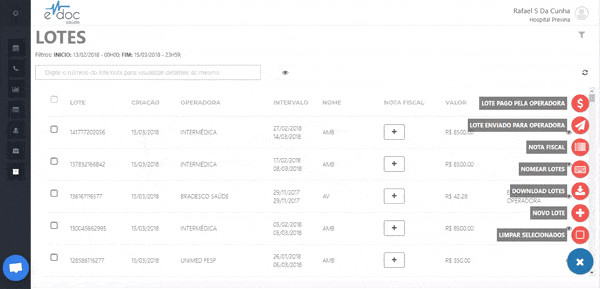 e doc
saúde
Rafael S Da Cunha
Hospital Previna
LOTES
Filtros: INICIO: 13/02/2018 - 00H00; FIM: 15/03/2018 - 23H59;
Digite o número do lote/nota para visualizar detalhes do mesmo
LOTE CRIAÇÃO OPERADORA INTERVALO NOME NOTA FISCAL VALOR
LOTE PAGO PELA OPERADORA
141777202056 15/03/2018 INTERMÉDICA 27/02/2018 14/03/2018 AMB + R$ 8500.00
LOTE ENVIADO PARA OPERADORA
NOTA FISCAL
137832166842 15/03/2018 INTERMÉDICA 17/02/2018 08/03/2018 AMB + R$ 8500.00
NOMEAR LOTES
DOWNLOAD LOTES
13616116577 15/03/2018 BRADESCO SAÚDE 29/11/2017 29/11/2017 AV + R$ 42.28
OPERADORA
NOVO LOTE
130045662995 15/03/2018 INTERMÉDICA 05/02/2018 05/03/2018 AMB + R$ 8500.00
LIMPAR SELECIONADOS
128588116277 15/03/2018 UNIMED FESP 26/01/2018 06/03/2018 AMB + R$ 350.00